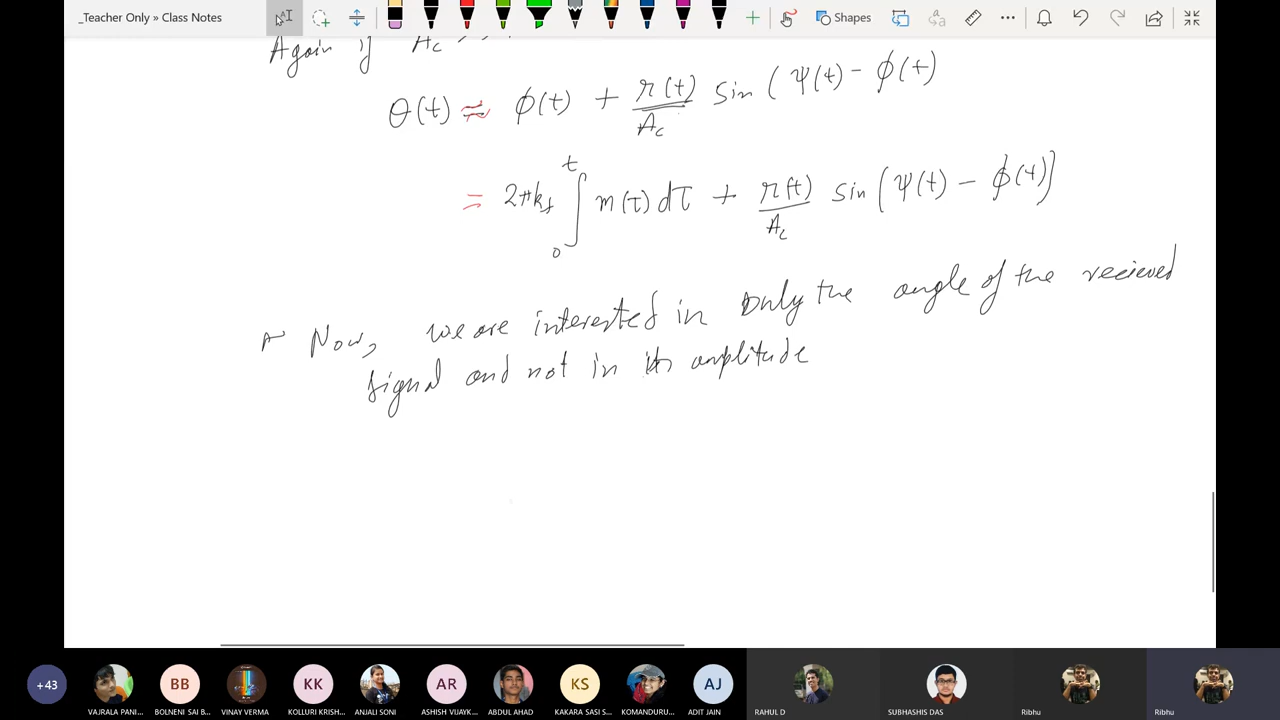 _Teacher Only » Class Notes
Shapes
Again if A_c
θ(t) ≈ φ(t) + r(t)/A_c sin(ψ(t) - φ(t)
= 2πk_f ∫_0^t m(τ)dτ + r(t)/A_c sin(ψ(t) - φ(t))
Now, we are interested in only the angle of the recieved
signal and not in its amplitude
+43
BB
KK
AR
KS
AJ
VAJRALA PANI...
BOLNENI SAI B...
VINAY VERMA
KOLLURI KRISH...
ANJALI SONI
ASHISH VIJAYK...
ABDUL AHAD
KAKARA SASI S...
KOMANDURU...
ADIT JAIN
RAHUL D
SUBHASHIS DAS
Ribhu
Ribhu